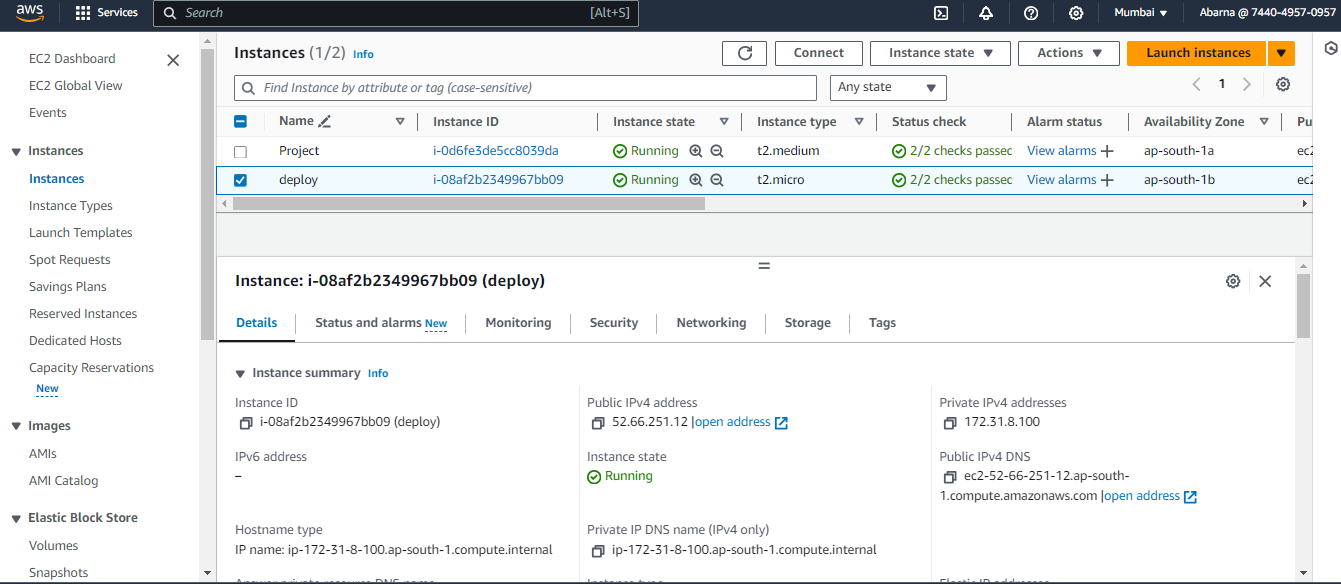 aws Services Search [Alt+S] Mumbai Abarna @ 7440-4957-0957
EC2 Dashboard
EC2 Global View
Events
Instances
Instances
Instance Types
Launch Templates
Spot Requests
Savings Plans
Reserved Instances
Dedicated Hosts
Capacity Reservations
New
Images
AMIs
AMI Catalog
Elastic Block Store
Volumes
Snapshots
Instances (1/2) Info Connect Instance state Actions Launch instances
Find Instance by attribute or tag (case-sensitive) Any state 1
Name Instance ID Instance state Instance type Status check Alarm status Availability Zone Pu
Project i-0d6fe3de5cc8039da Running t2.medium 2/2 checks passec View alarms + ap-south-1a ec2
deploy i-08af2b2349967bb09 Running t2.micro 2/2 checks passec View alarms + ap-south-1b ec2
Instance: i-08af2b2349967bb09 (deploy)
Details Status and alarms New Monitoring Security Networking Storage Tags
Instance summary Info
Instance ID
i-08af2b2349967bb09 (deploy)
Public IPv4 address
52.66.251.12 |open address
Private IPv4 addresses
172.31.8.100
IPv6 address
–
Instance state
Running
Public IPv4 DNS
ec2-52-66-251-12.ap-south-
1.compute.amazonaws.com |open address
Hostname type
IP name: ip-172-31-8-100.ap-south-1.compute.internal
Private IP DNS name (IPv4 only)
ip-172-31-8-100.ap-south-1.compute.internal